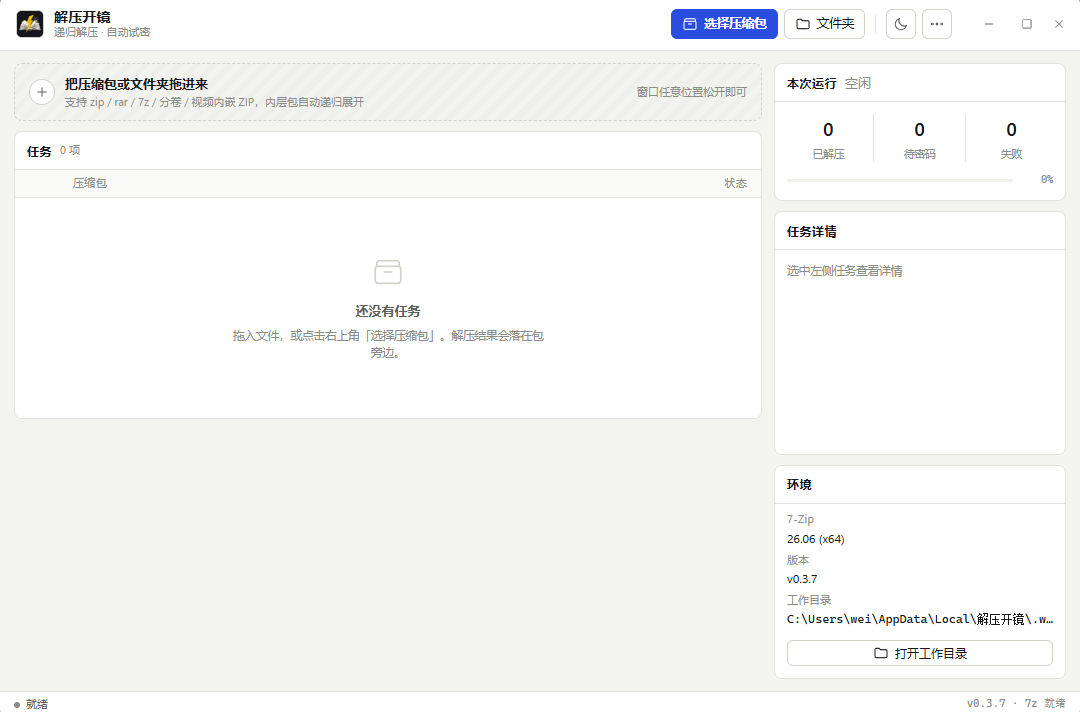 解压开镜
递归解压 · 自动试密
选择压缩包
文件夹
把压缩包或文件夹拖进来
支持 zip / rar / 7z / 分卷 / 视频内嵌 ZIP，内层包自动递归展开
窗口任意位置松开即可
任务 0 项
压缩包 状态
还没有任务
拖入文件，或点击右上角「选择压缩包」。解压结果会落在包
旁边。
本次运行 空闲
0 0 0
已解压 待密码 失败
0%
任务详情
选中左侧任务查看详情
环境
7-Zip
26.06 (x64)
版本
v0.3.7
工作目录
C:\Users\wei\AppData\Local\解压开镜\.w…
打开工作目录
就绪
v0.3.7 · 7z 就绪